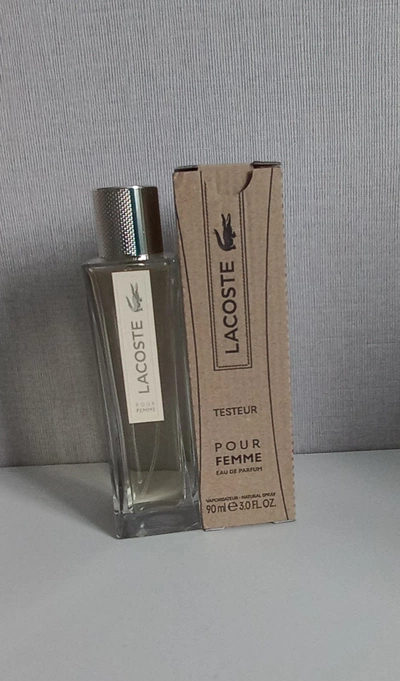 LACOSTE
POUR
FEMME
LACOSTE
TESTEUR
POUR
FEMME
EAU DE PARFUM
VAPORISATEUR - NATURAL SPRAY
90 ml e 3.0 FL. OZ.